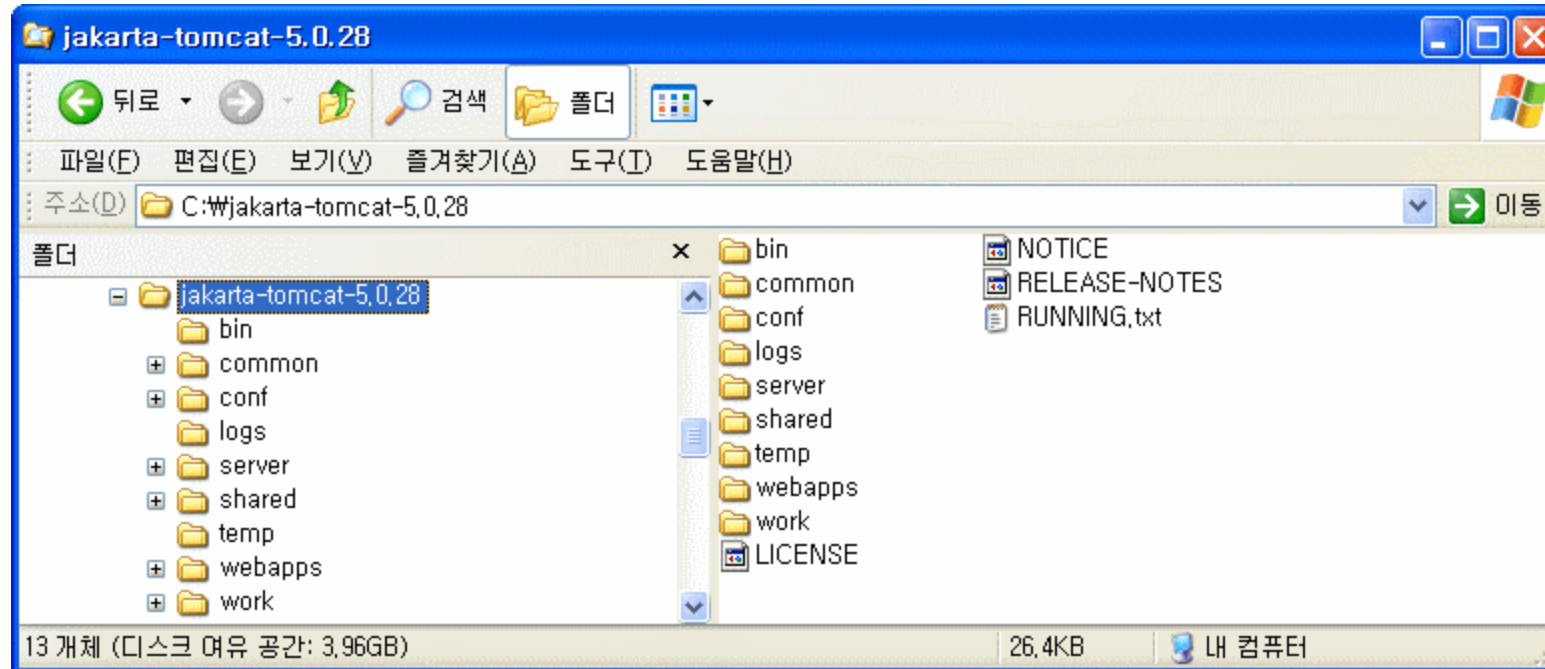 jakarta-tomcat-5.0.28
뒤로 검색 폴더
파일(F) 편집(E) 보기(V) 즐겨찾기(A) 도구(T) 도움말(H)
주소(D) C:₩jakarta-tomcat-5.0.28 이동
폴더
jakarta-tomcat-5.0.28
bin
common
conf
logs
server
shared
temp
webapps
work
bin
common
conf
logs
server
shared
temp
webapps
work
LICENSE
NOTICE
RELEASE-NOTES
RUNNING.txt
13 개체 (디스크 여유 공간: 3.96GB) 26.4KB 내 컴퓨터